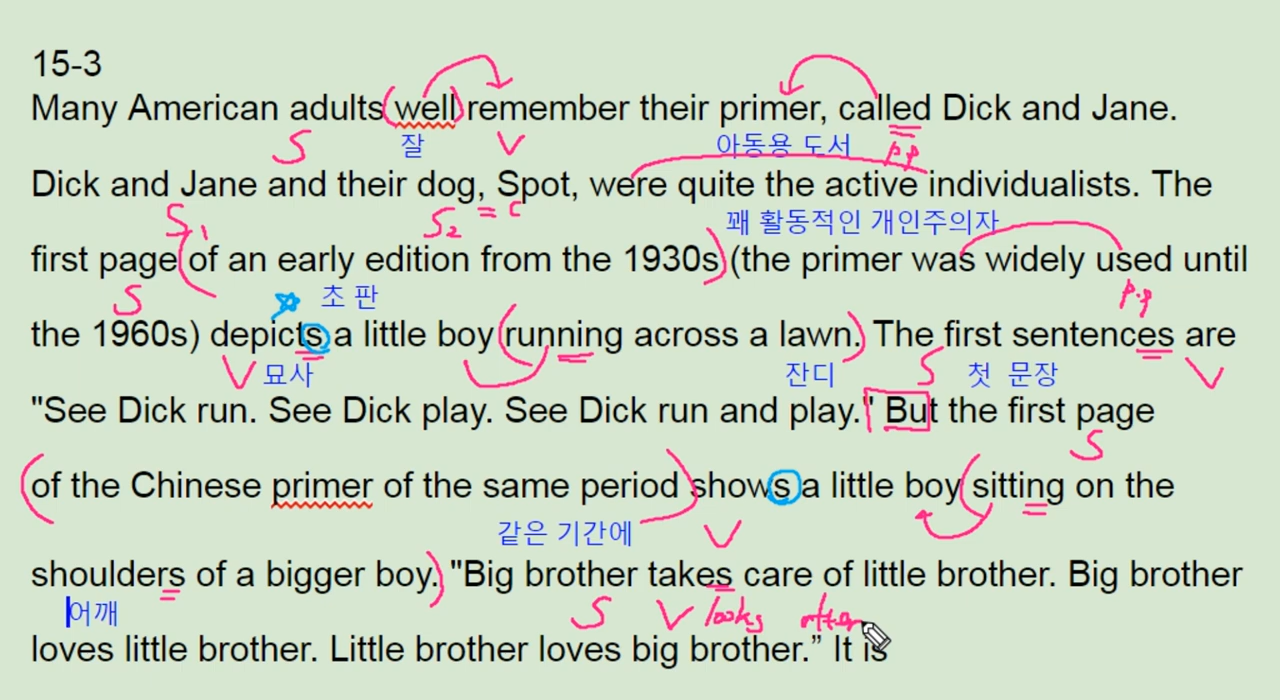 15-3
Many American adults (well) remember their primer, called Dick and Jane.
S 잘 V 아동용 도서 p.p
Dick and Jane and their dog, Spot, were quite the active individualists. The
S₁ S₂ = c 꽤 활동적인 개인주의자
first page (of an early edition from the 1930s) (the primer was widely used until
S 초 판 p.p
the 1960s) depicts a little boy (running across a lawn.) The first sentences are
V 묘사 잔디 S 첫 문장 V
"See Dick run. See Dick play. See Dick run and play." But the first page
S
(of the Chinese primer of the same period) shows a little boy (sitting on the
같은 기간에 V
shoulders of a bigger boy.) "Big brother takes care of little brother. Big brother
어깨 S V looks after
loves little brother. Little brother loves big brother.” It is